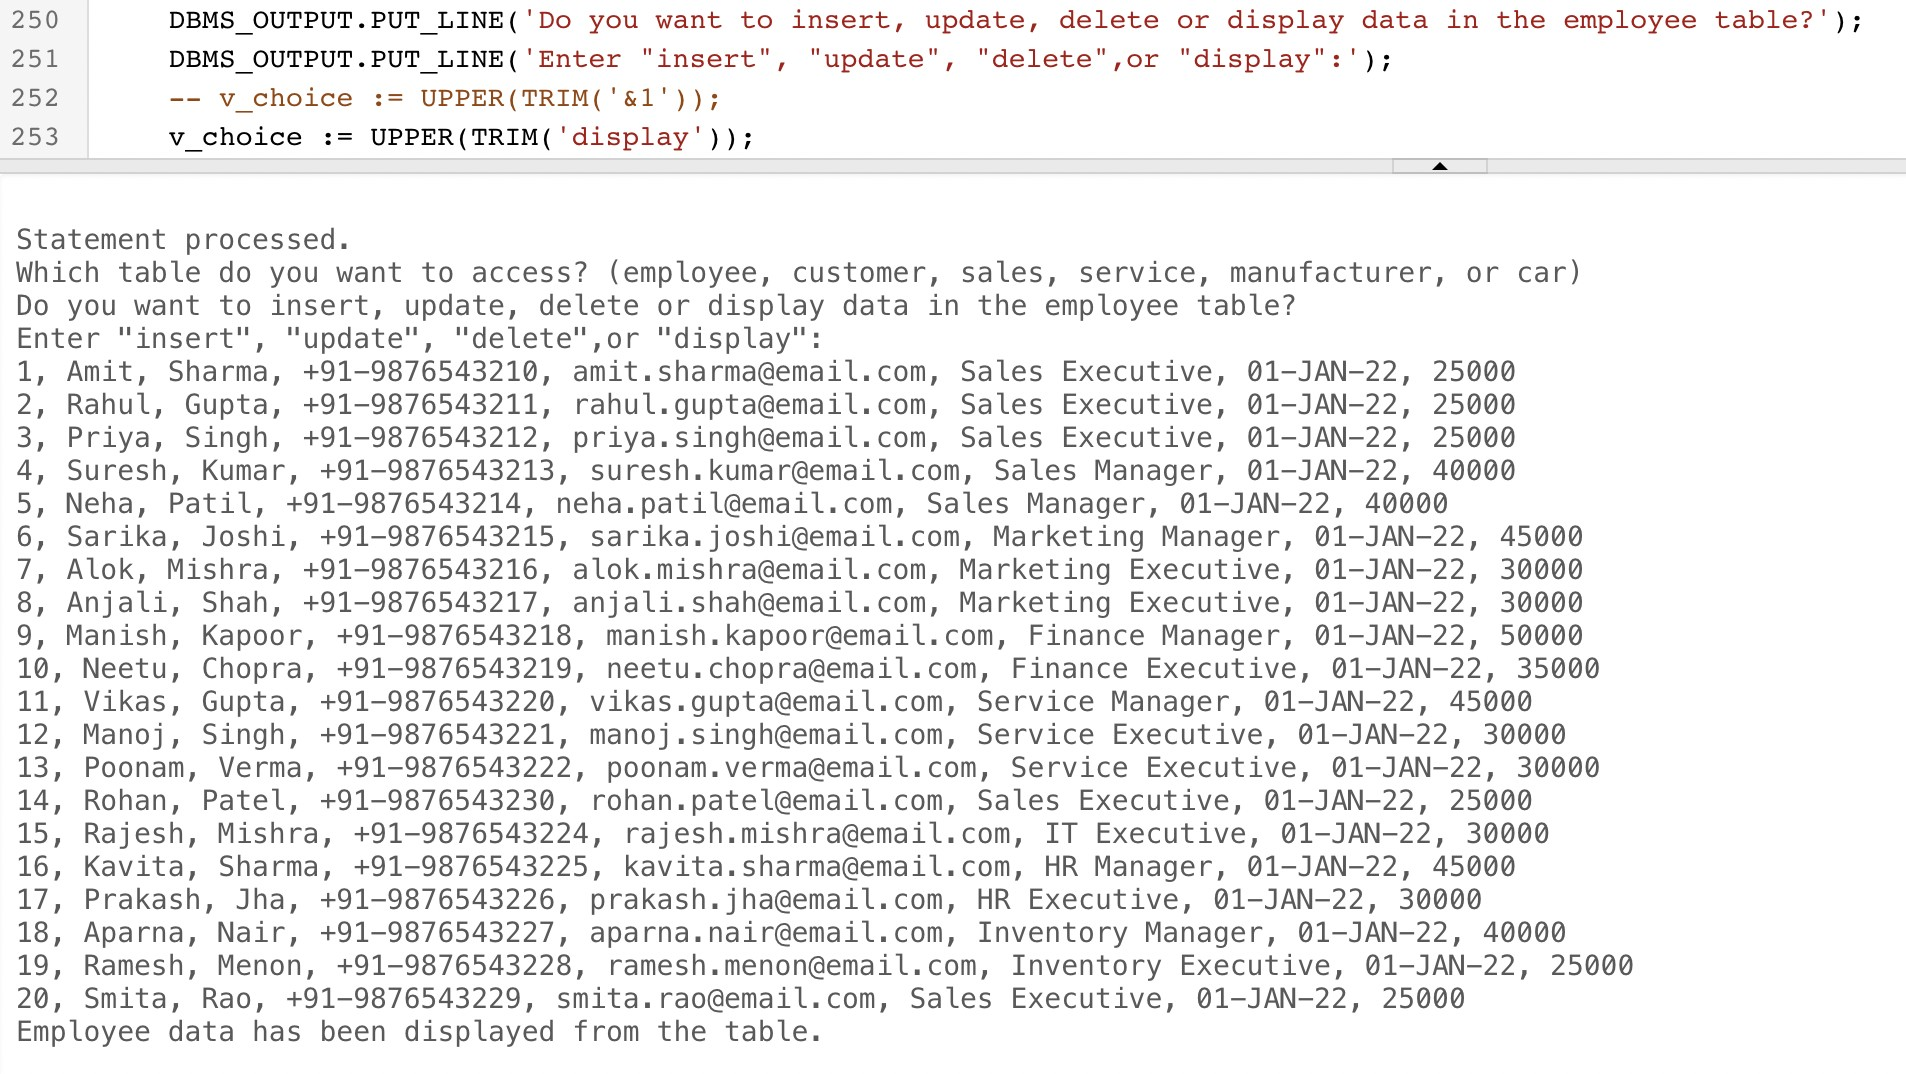 250 DBMS_OUTPUT.PUT_LINE('Do you want to insert, update, delete or display data in the employee table?');
251 DBMS_OUTPUT.PUT_LINE('Enter "insert", "update", "delete",or "display":');
252 -- v_choice := UPPER(TRIM('&1'));
253 v_choice := UPPER(TRIM('display'));
Statement processed.
Which table do you want to access? (employee, customer, sales, service, manufacturer, or car)
Do you want to insert, update, delete or display data in the employee table?
Enter "insert", "update", "delete",or "display":
1, Amit, Sharma, +91-9876543210, amit.sharma@email.com, Sales Executive, 01-JAN-22, 25000
2, Rahul, Gupta, +91-9876543211, rahul.gupta@email.com, Sales Executive, 01-JAN-22, 25000
3, Priya, Singh, +91-9876543212, priya.singh@email.com, Sales Executive, 01-JAN-22, 25000
4, Suresh, Kumar, +91-9876543213, suresh.kumar@email.com, Sales Manager, 01-JAN-22, 40000
5, Neha, Patil, +91-9876543214, neha.patil@email.com, Sales Manager, 01-JAN-22, 40000
6, Sarika, Joshi, +91-9876543215, sarika.joshi@email.com, Marketing Manager, 01-JAN-22, 45000
7, Alok, Mishra, +91-9876543216, alok.mishra@email.com, Marketing Executive, 01-JAN-22, 30000
8, Anjali, Shah, +91-9876543217, anjali.shah@email.com, Marketing Executive, 01-JAN-22, 30000
9, Manish, Kapoor, +91-9876543218, manish.kapoor@email.com, Finance Manager, 01-JAN-22, 50000
10, Neetu, Chopra, +91-9876543219, neetu.chopra@email.com, Finance Executive, 01-JAN-22, 35000
11, Vikas, Gupta, +91-9876543220, vikas.gupta@email.com, Service Manager, 01-JAN-22, 45000
12, Manoj, Singh, +91-9876543221, manoj.singh@email.com, Service Executive, 01-JAN-22, 30000
13, Poonam, Verma, +91-9876543222, poonam.verma@email.com, Service Executive, 01-JAN-22, 30000
14, Rohan, Patel, +91-9876543230, rohan.patel@email.com, Sales Executive, 01-JAN-22, 25000
15, Rajesh, Mishra, +91-9876543224, rajesh.mishra@email.com, IT Executive, 01-JAN-22, 30000
16, Kavita, Sharma, +91-9876543225, kavita.sharma@email.com, HR Manager, 01-JAN-22, 45000
17, Prakash, Jha, +91-9876543226, prakash.jha@email.com, HR Executive, 01-JAN-22, 30000
18, Aparna, Nair, +91-9876543227, aparna.nair@email.com, Inventory Manager, 01-JAN-22, 40000
19, Ramesh, Menon, +91-9876543228, ramesh.menon@email.com, Inventory Executive, 01-JAN-22, 25000
20, Smita, Rao, +91-9876543229, smita.rao@email.com, Sales Executive, 01-JAN-22, 25000
Employee data has been displayed from the table.